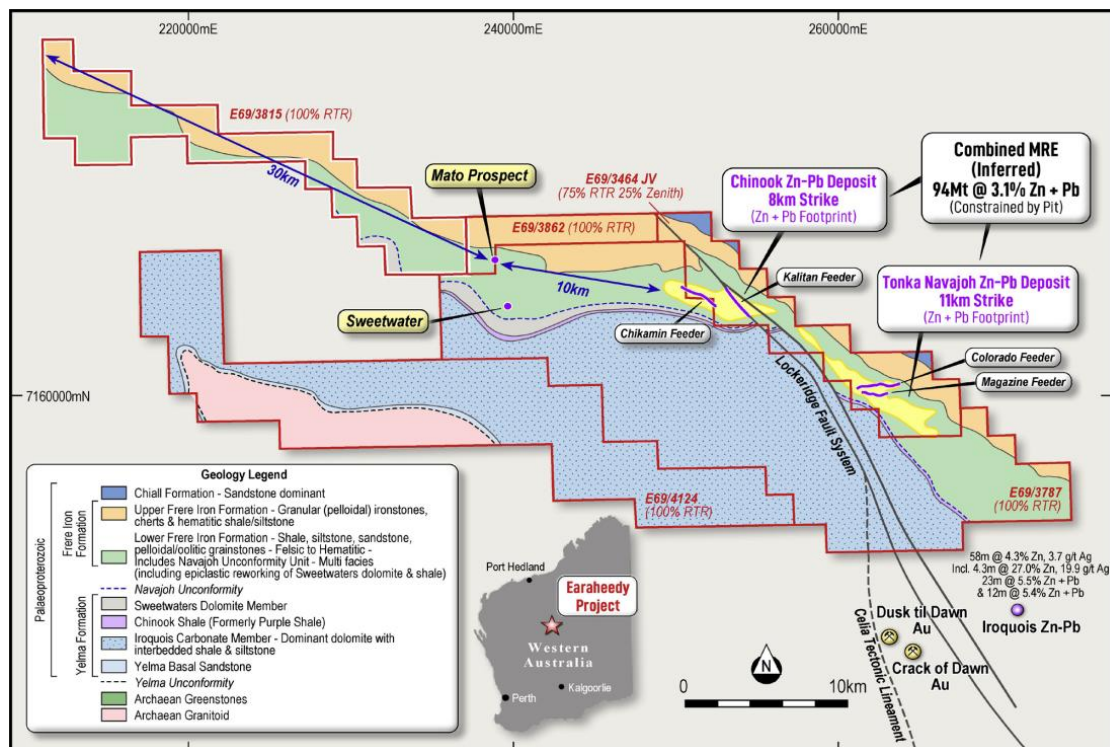 220000mE
240000mE
260000mE
E69/3815 (100% RTR)
30km
Mato Prospect
E69/3464 JV
(75% RTR 25% Zenith)
Chinook Zn-Pb Deposit
8km Strike
(Zn + Pb Footprint)
Combined MRE
(Inferred)
94Mt @ 3.1% Zn + Pb
(Constrained by Pit)
E69/3862 (100% RTR)
10km
Kalitan Feeder
Tonka Navajoh Zn-Pb Deposit
11km Strike
(Zn + Pb Footprint)
Sweetwater
Chikamin Feeder
Colorado Feeder
Magazine Feeder
7160000mN
Lockeridge Fault System
E69/4124
(100% RTR)
E69/3787
(100% RTR)
Geology Legend
Palaeoproterozoic
Frere Iron
Formation
Chiall Formation - Sandstone dominant
Upper Frere Iron Formation - Granular (pelloidal) ironstones,
cherts & hematitic shale/siltstone
Lower Frere Iron Formation - Shale, siltstone, sandstone,
pelloidal/oolitic grainstones - Felsic to Hematitic -
Includes Navajoh Unconformity Unit - Multi facies
(including epiclastic reworking of Sweetwaters dolomite & shale)
Navajoh Unconformity
Yelma Formation
Sweetwaters Dolomite Member
Chinook Shale (Formerly Purple Shale)
Iroquois Carbonate Member - Dominant dolomite with
interbedded shale & siltstone
Yelma Basal Sandstone
Yelma Unconformity
Archaean Greenstones
Archaean Granitoid
Port Hedland
Earaheedy
Project
Western
Australia
Perth
Kalgoorlie
N
0
10km
58m @ 4.3% Zn, 3.7 g/t Ag
Incl. 4.3m @ 27.0% Zn, 19.9 g/t Ag
23m @ 5.5% Zn + Pb
& 12m @ 5.4% Zn + Pb
Iroquois Zn-Pb
Dusk til Dawn
Au
Crack of Dawn
Au
Celia Tectonic Lineament